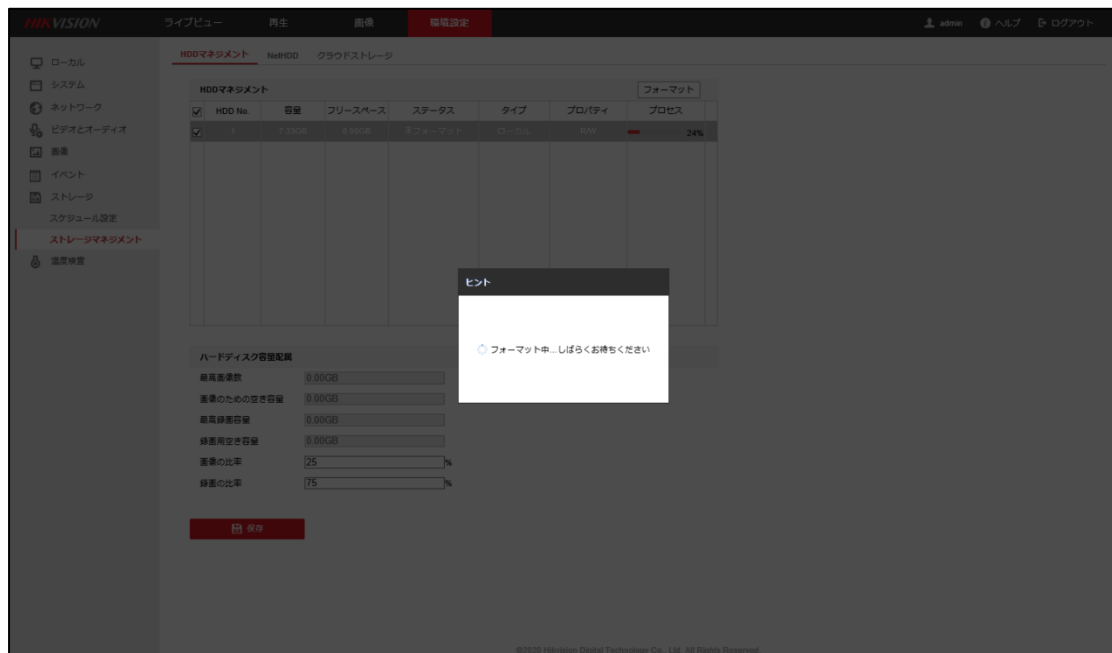 HIKVISION ライブビュー 再生 画像 環境設定 admin ヘルプ ログアウト
HDDマネジメント NetHDD クラウドストレージ
ローカル
システム
ネットワーク
ビデオとオーディオ
画像
イベント
ストレージ
スケジュール設定
ストレージマネジメント
温度検査
HDDマネジメント フォーマット
HDD No. 容量 フリースペース ステータス タイプ プロパティ プロセス
1 7.33GB 0.00GB 未フォーマット ローカル R/W 24%
ヒント
フォーマット中...しばらくお待ちください
ハードディスク容量配属
最高画像数 0.00GB
画像のための空き容量 0.00GB
最高録画容量 0.00GB
録画用空き容量 0.00GB
画像の比率 25 %
録画の比率 75 %
保存
©2020 Hikvision Digital Technology Co., Ltd. All Rights Reserved.